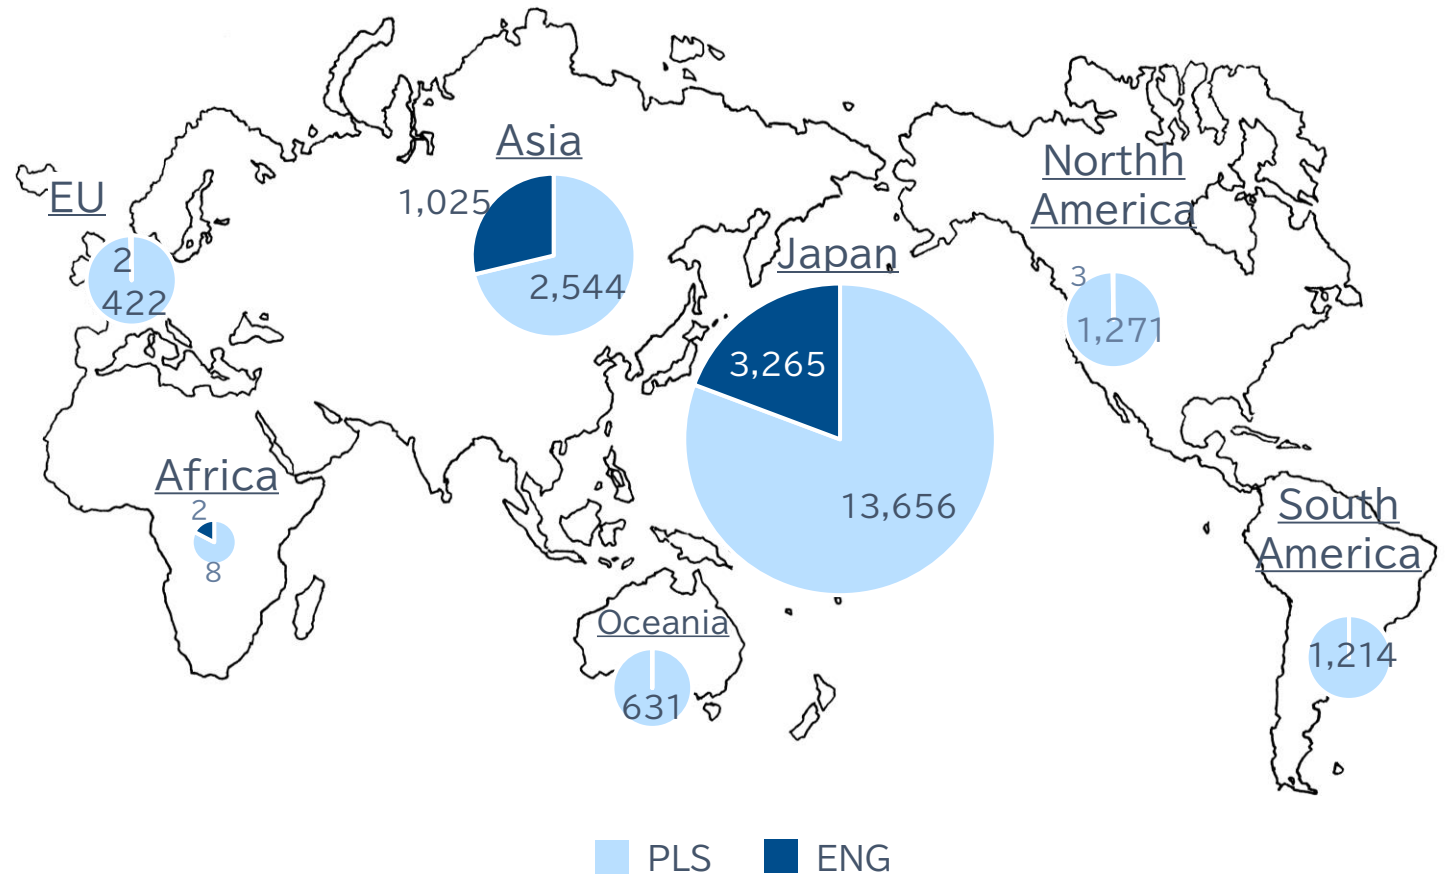 Asia
1,025
2,544
EU
2
422
Northh
America
3
1,271
Japan
3,265
13,656
Africa
2
8
South
America
1,214
Oceania
631
PLS
ENG